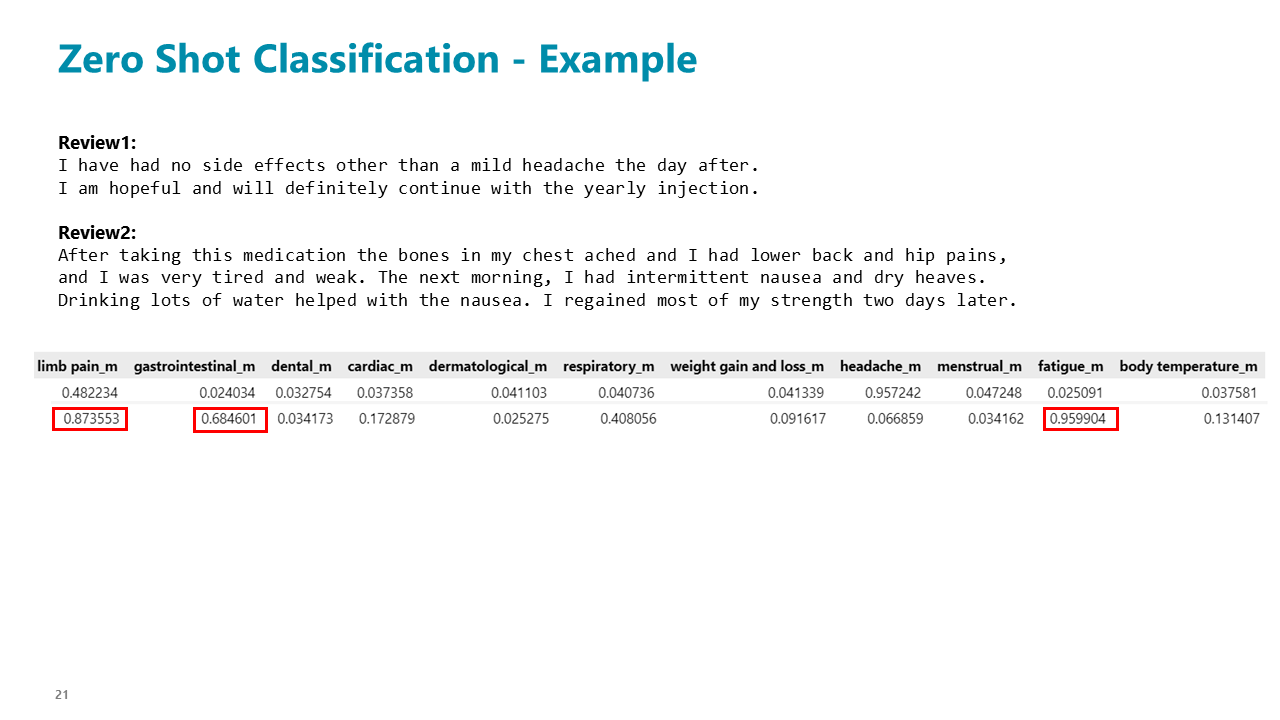 Zero Shot Classification - Example
Review1:
I have had no side effects other than a mild headache the day after.
I am hopeful and will definitely continue with the yearly injection.
Review2:
After taking this medication the bones in my chest ached and I had lower back and hip pains,
and I was very tired and weak. The next morning, I had intermittent nausea and dry heaves.
Drinking lots of water helped with the nausea. I regained most of my strength two days later.
limb pain_m gastrointestinal_m dental_m cardiac_m dermatological_m respiratory_m weight gain and loss_m headache_m menstrual_m fatigue_m body temperature_m
0.482234 0.024034 0.032754 0.037358 0.041103 0.040736 0.041339 0.957242 0.047248 0.025091 0.037581
0.873553 0.684601 0.034173 0.172879 0.025275 0.408056 0.091617 0.066859 0.034162 0.959904 0.131407
21